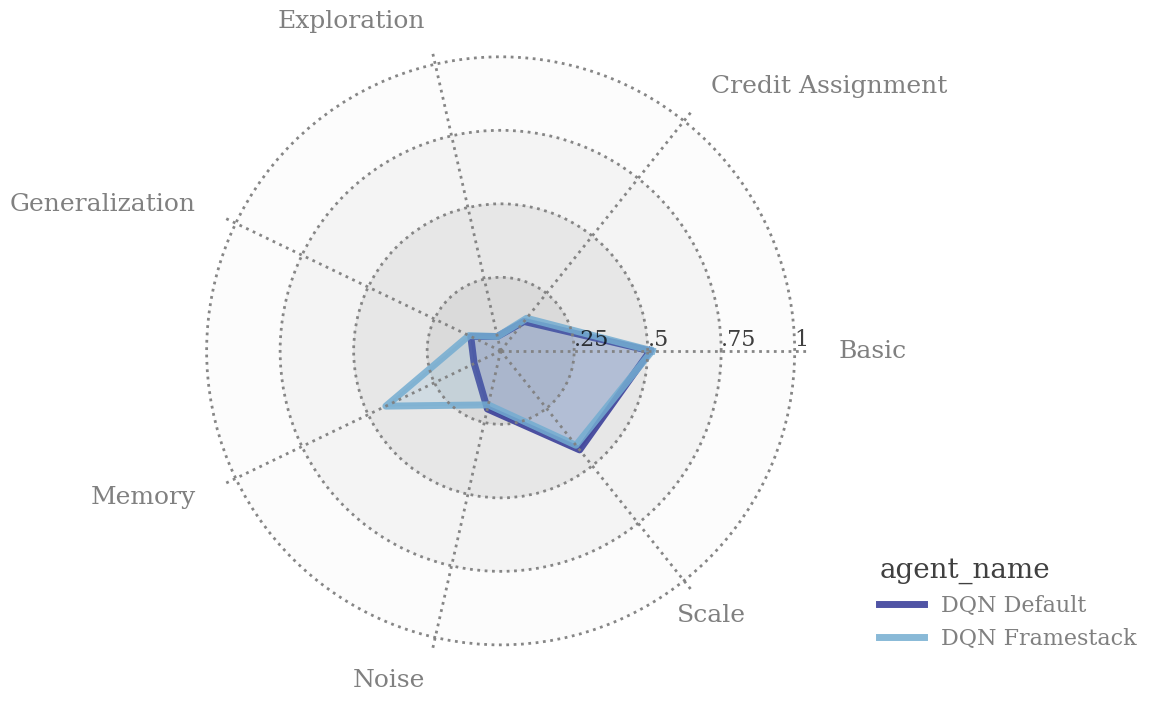 Exploration
Credit Assignment
Generalization
.25
.5
.75
1
Basic
Memory
Scale
Noise
agent_name
DQN Default
DQN Framestack